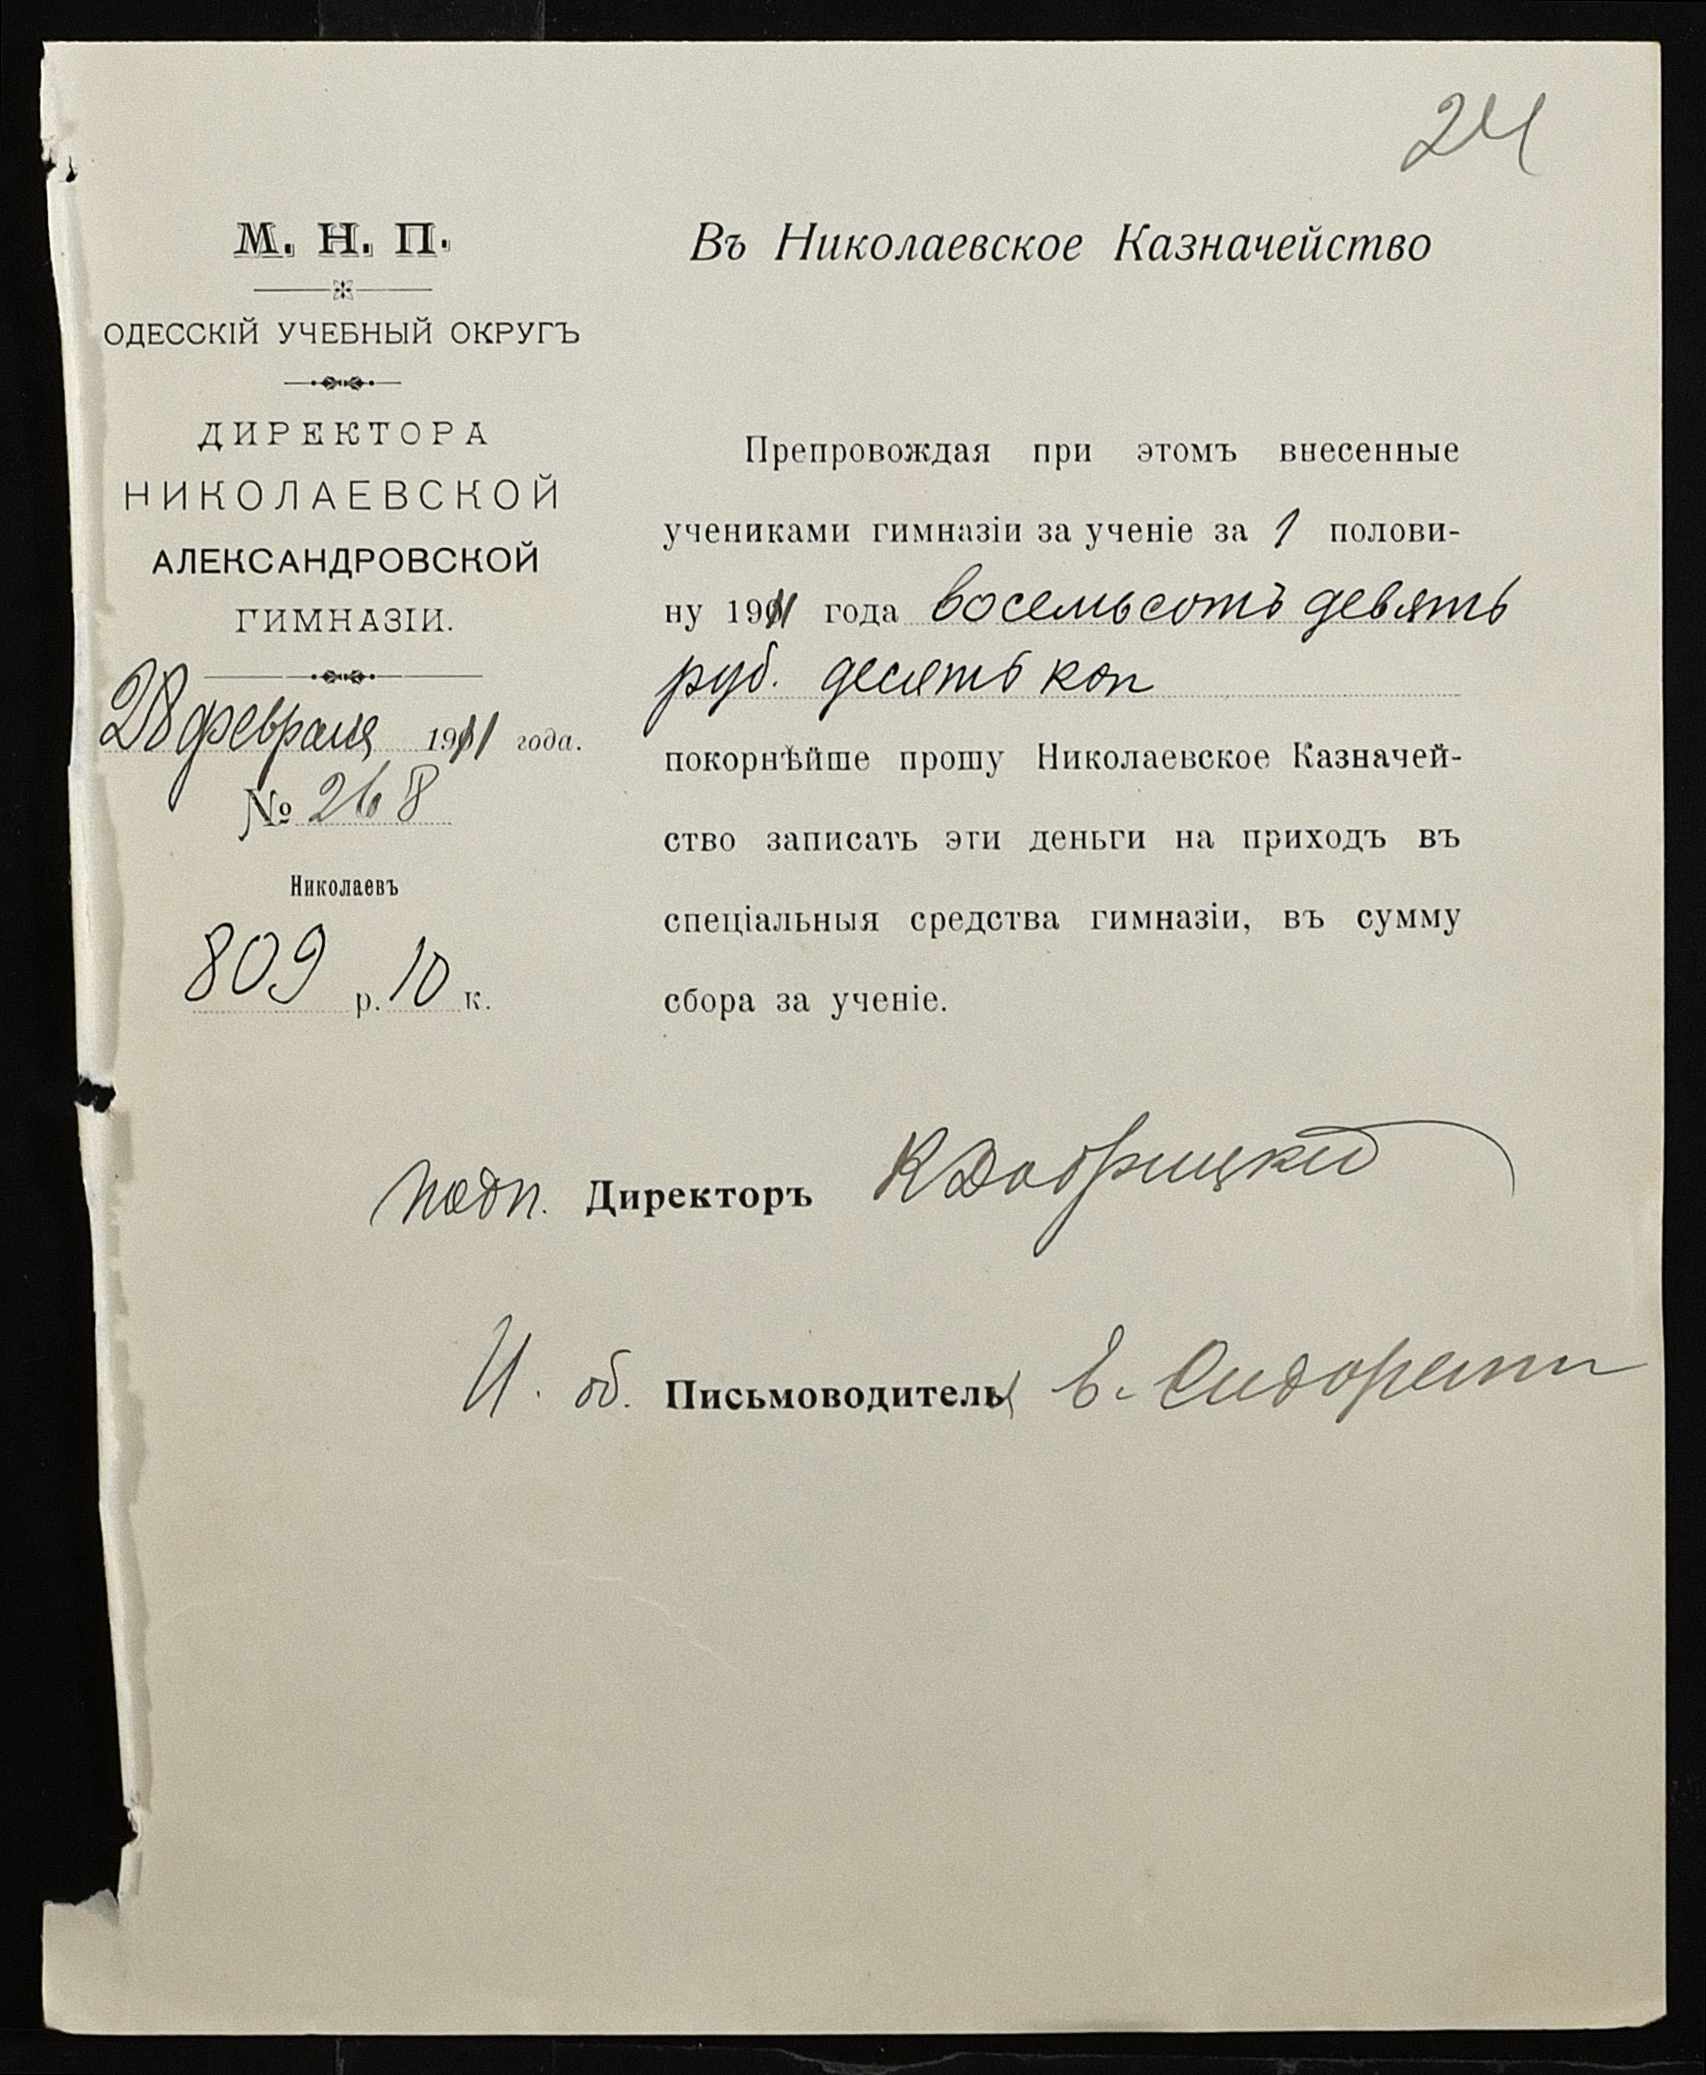 24
М. Н. П.
ОДЕССКІЙ УЧЕБНЫЙ ОКРУГЪ
ДИРЕКТОРА
НИКОЛАЕВСКОЙ
АЛЕКСАНДРОВСКОЙ
ГИМНАЗІИ.
28 февраля 1911 года.
№ 268
Николаевъ
809 р. 10 к.
Въ Николаевское Казначейство
Препровождая при этомъ внесенные
учениками гимназіи за ученіе за 1 полови-
ну 1911 года восемьсотъ девять
руб. десять коп
покорнѣйше прошу Николаевское Казначей-
ство записать эти деньги на приходъ въ
спеціальныя средства гимназіи, въ сумму
сбора за ученіе.
подп. Директоръ
И. об. Письмоводителя Е.